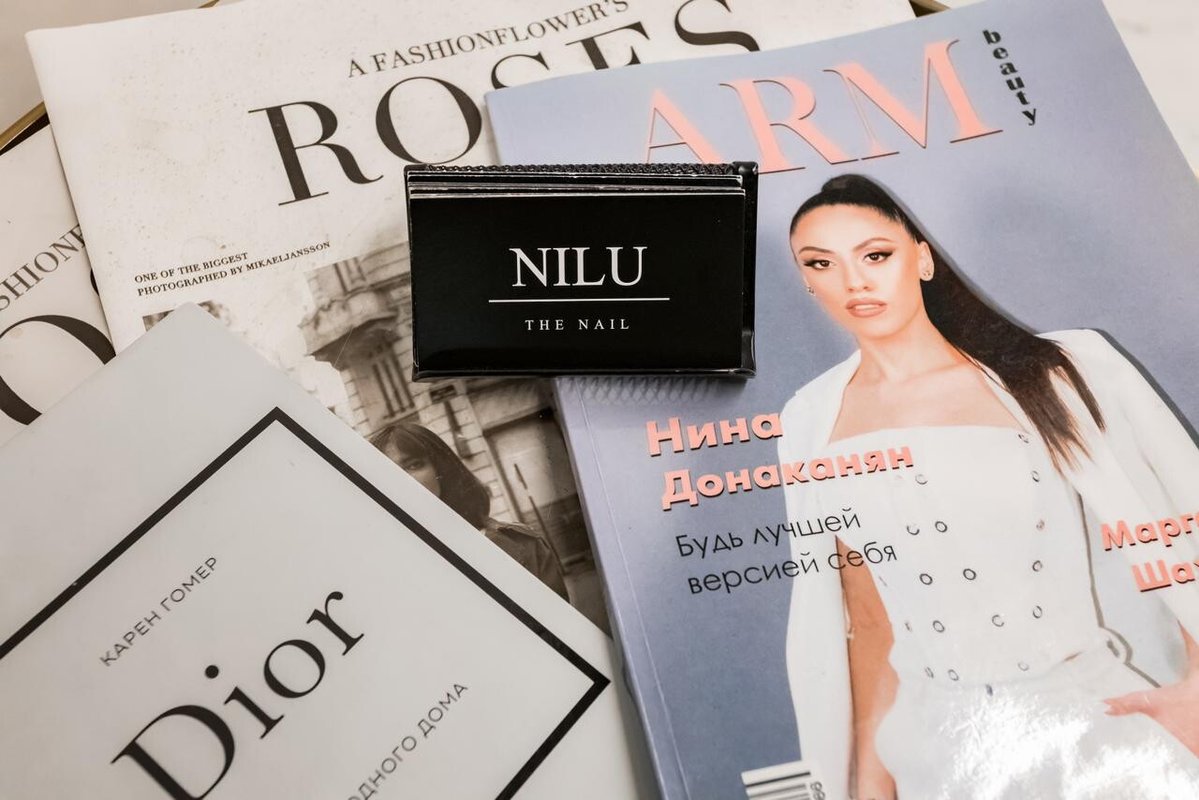 A FASHIONFLOWER'S
ROSES
ONE OF THE BIGGEST
PHOTOGRAPHED BY MIKAELJANSSON
ARM
beauty
NILU
THE NAIL
Нина
Донаканян
Будь лучшей
версией себя
КАРЕН ГОМЕР
Dior